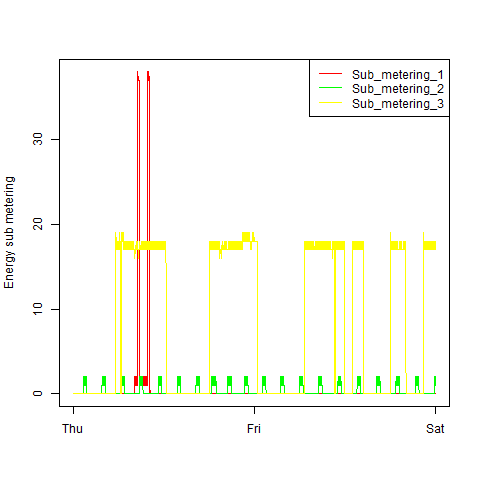 Sub_metering_1
Sub_metering_2
Sub_metering_3
Energy sub metering
30
20
10
0
Thu
Fri
Sat